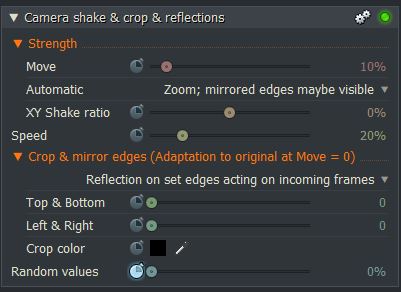 Camera shake & crop & reflections
Strength
Move 10%
Automatic Zoom; mirrored edges maybe visible
XY Shake ratio 0%
Speed 20%
Crop & mirror edges (Adaptation to original at Move = 0)
Reflection on set edges acting on incoming frames
Top & Bottom 0
Left & Right 0
Crop color
Random values 0%